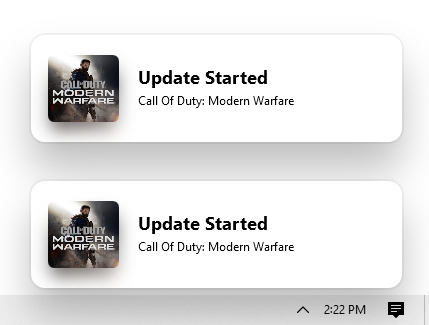 CALL OF DUTY
MODERN
WARFARE
Update Started
Call Of Duty: Modern Warfare
CALL OF DUTY
MODERN
WARFARE
Update Started
Call Of Duty: Modern Warfare
2:22 PM